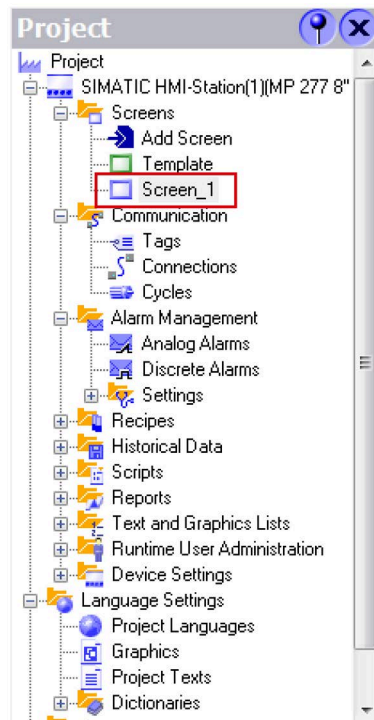 Project
Project
SIMATIC HMI-Station(1)(MP 277 8"
Screens
Add Screen
Template
Screen_1
Communication
Tags
Connections
Cycles
Alarm Management
Analog Alarms
Discrete Alarms
Settings
Recipes
Historical Data
Scripts
Reports
Text and Graphics Lists
Runtime User Administration
Device Settings
Language Settings
Project Languages
Graphics
Project Texts
Dictionaries